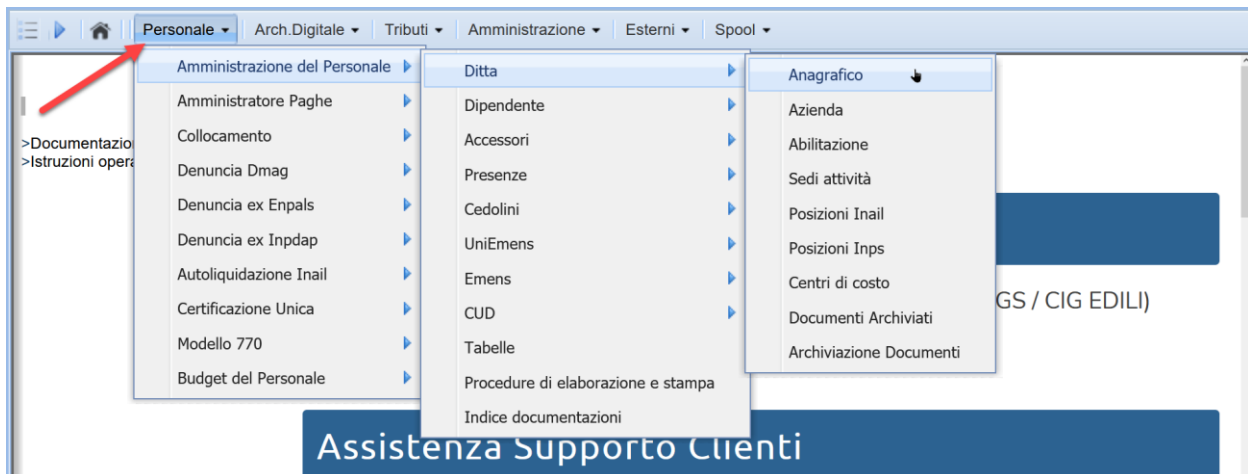 Personale Arch.Digitale Tributi Amministrazione Esterni Spool
Amministrazione del Personale
Amministratore Paghe
Collocamento
Denuncia Dmag
Denuncia ex Enpals
Denuncia ex Inpdap
Autoliquidazione Inail
Certificazione Unica
Modello 770
Budget del Personale
Ditta
Dipendente
Accessori
Presenze
Cedolini
UniEmens
Emens
CUD
Tabelle
Procedure di elaborazione e stampa
Indice documentazioni
Anagrafico
Azienda
Abilitazione
Sedi attività
Posizioni Inail
Posizioni Inps
Centri di costo
Documenti Archiviati
Archiviazione Documenti
>Documentazio
>Istruzioni opera
GS / CIG EDILI)
Assistenza Supporto Clienti